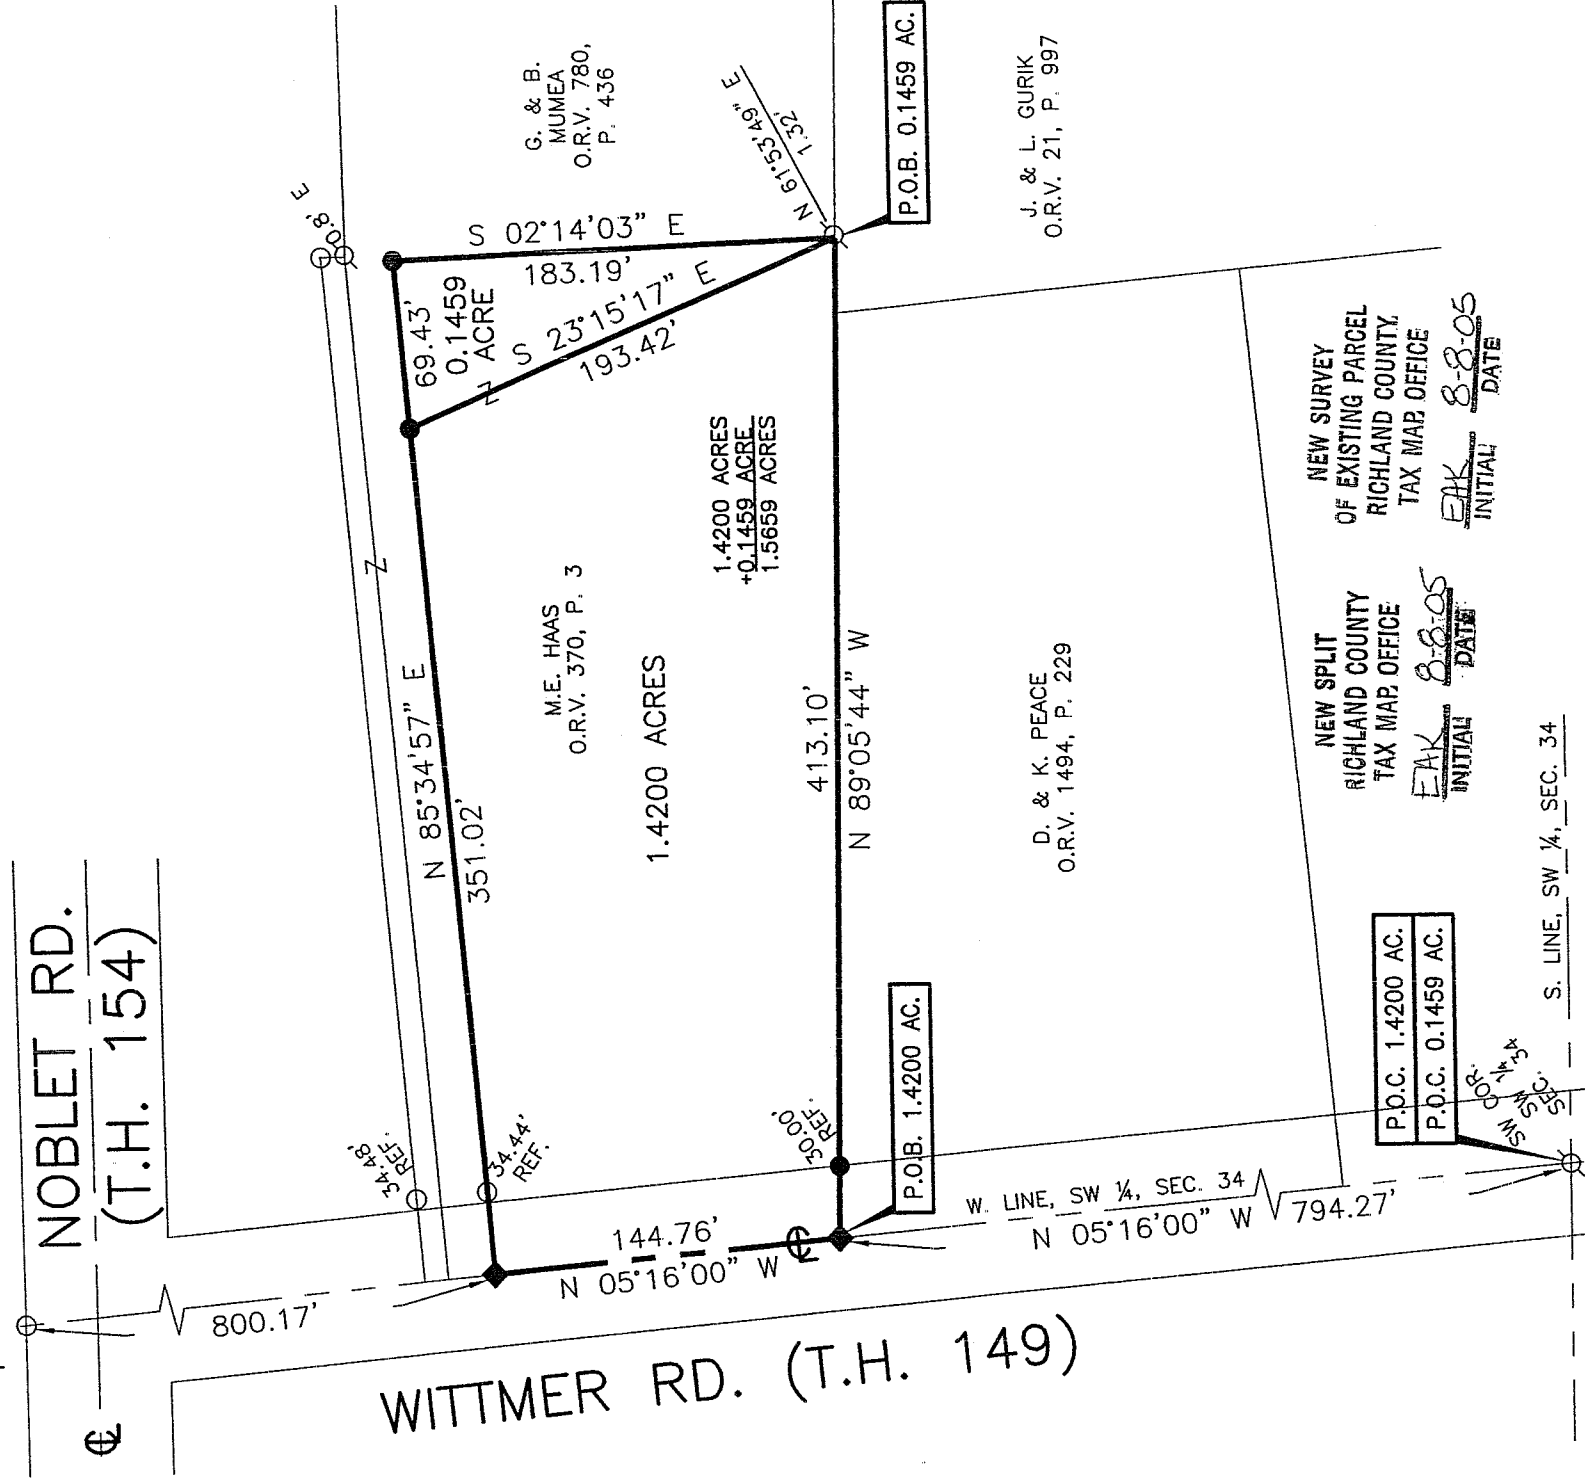 NOBLET RD.
(T.H. 154)
℄
800.17'
WITTMER RD. (T.H. 149)
34.48'
REF.
34.44'
REF.
N 85°34'57" E
351.02'
69.43'
0.1459
ACRE
0.8' E
S 02°14'03" E
183.19'
S 23°15'17" E
193.42'
G. & B.
MUMEA
O.R.V. 780,
P. 436
N 61°53'49" E
1.32'
P.O.B. 0.1459 AC.
J. & L. GURIK
O.R.V. 21, P. 997
M.E. HAAS
O.R.V. 370, P. 3
1.4200 ACRES
1.4200 ACRES
+0.1459 ACRE
1.5659 ACRES
413.10'
N 89°05'44" W
144.76'
N 05°16'00" W
℄
30.00'
REF.
P.O.B. 1.4200 AC.
D. & K. PEACE
O.R.V. 1494, P. 229
W. LINE, SW ¼, SEC. 34
N 05°16'00" W
794.27'
NEW SURVEY
OF EXISTING PARCEL
RICHLAND COUNTY
TAX MAP OFFICE
EAK 8-8-05
INITIAL DATE
NEW SPLIT
RICHLAND COUNTY
TAX MAP OFFICE
EAK 8-8-05
INITIAL DATE
P.O.C. 1.4200 AC.
P.O.C. 0.1459 AC.
SW COR.
SW ¼
SEC. 34
S. LINE, SW ¼, SEC. 34